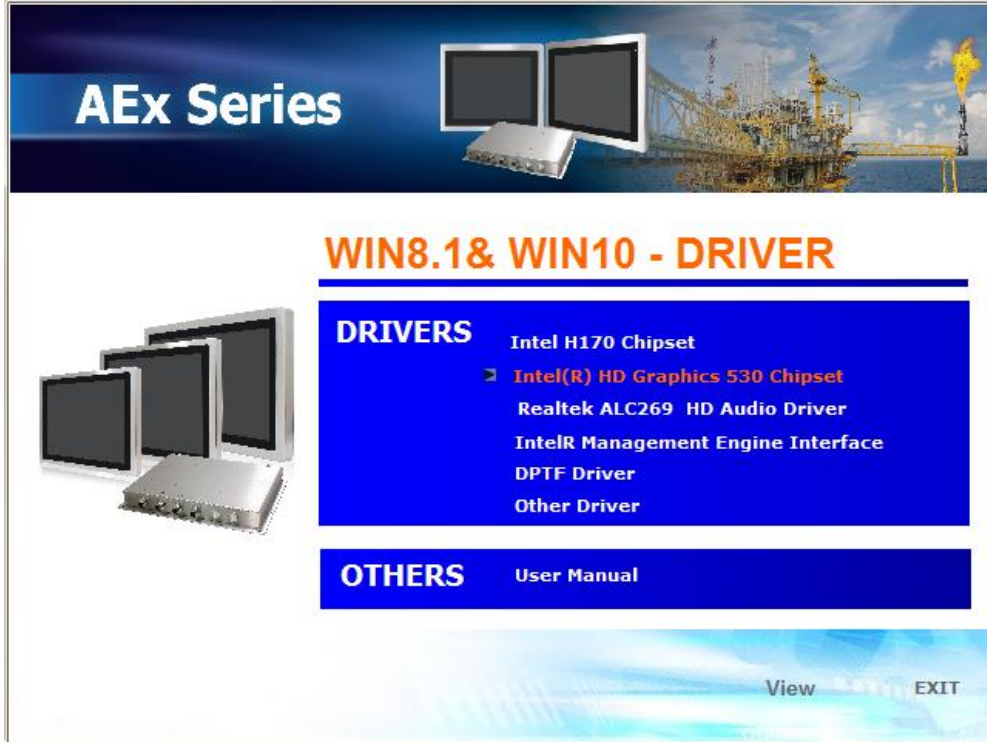 AEx Series
WIN8.1& WIN10 - DRIVER
DRIVERS
Intel H170 Chipset
Intel(R) HD Graphics 530 Chipset
Realtek ALC269 HD Audio Driver
IntelR Management Engine Interface
DPTF Driver
Other Driver
OTHERS
User Manual
View
EXIT